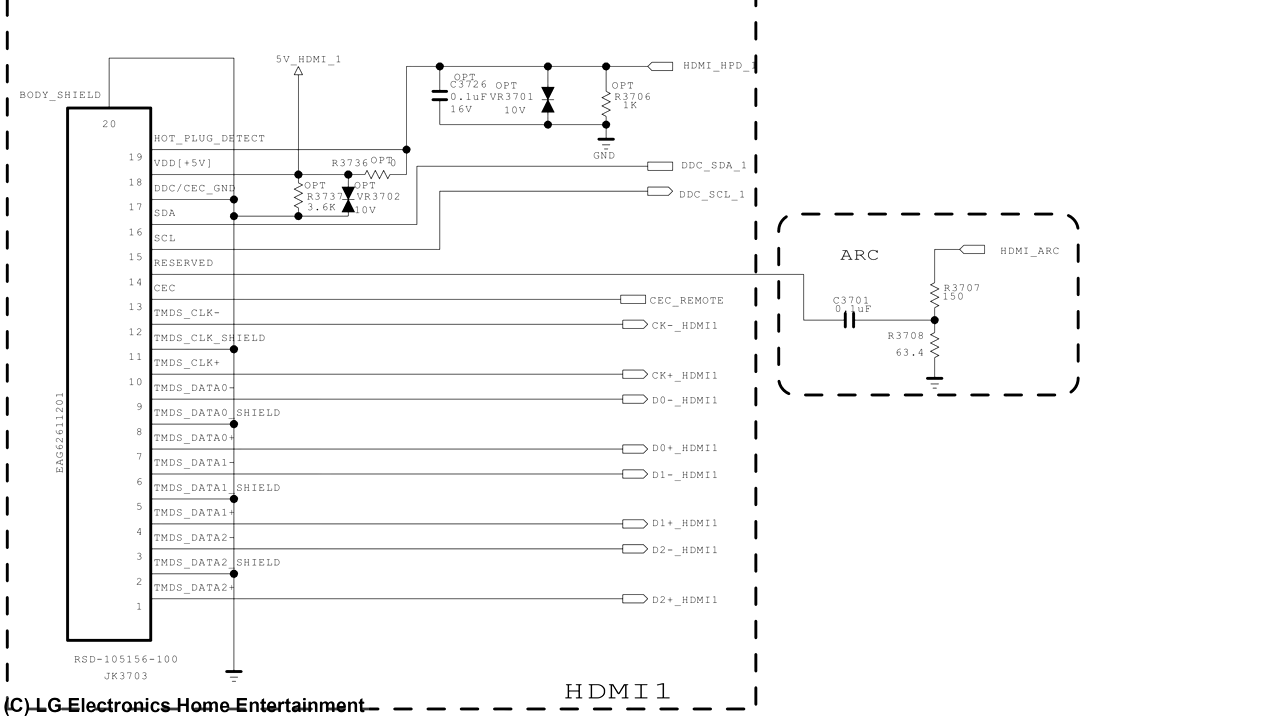 5V_HDMI_1
HDMI_HPD_1
OPT
C3726
0.1uF
16V
OPT
VR3701
10V
OPT
R3706
1K
GND
BODY_SHIELD
20
HOT_PLUG_DETECT
19
VDD[+5V]
R3736
OPT
0
DDC_SDA_1
18
DDC/CEC_GND
OPT
R3737
3.6K
OPT
VR3702
10V
DDC_SCL_1
17
SDA
16
SCL
15
RESERVED
14
CEC
CEC_REMOTE
13
TMDS_CLK-
CK-_HDMI1
12
TMDS_CLK_SHIELD
11
TMDS_CLK+
CK+_HDMI1
10
TMDS_DATA0-
D0-_HDMI1
9
TMDS_DATA0_SHIELD
8
TMDS_DATA0+
D0+_HDMI1
7
TMDS_DATA1-
D1-_HDMI1
6
TMDS_DATA1_SHIELD
5
TMDS_DATA1+
D1+_HDMI1
4
TMDS_DATA2-
D2-_HDMI1
3
TMDS_DATA2_SHIELD
2
TMDS_DATA2+
D2+_HDMI1
1
EAG62611201
RSD-105156-100
JK3703
ARC
HDMI_ARC
R3707
150
C3701
0.1uF
R3708
63.4
HDMI1
(C) LG Electronics Home Entertainment